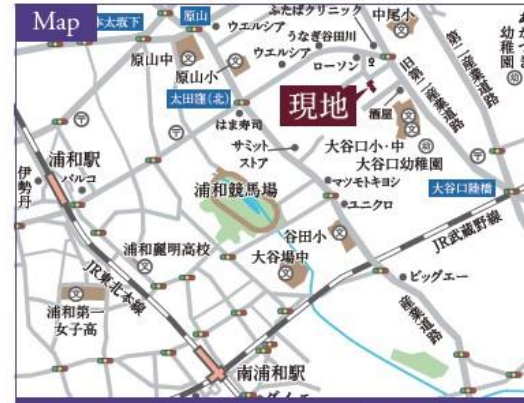 Map
本太坂下
原山
ウエルシア
ふたばクリニック
中尾小
うなぎ谷田川
原山中
原山小
ウエルシア
ローソン
旧第二産業道路
第二産業道路
幼稚園
太田窪(北)
現地
酒屋
はま寿司
大谷口小・中
大谷口幼稚園
浦和駅
伊勢丹
パルコ
サミットストア
マツモトキヨシ
大谷口陸橋
浦和競馬場
ユニクロ
JR武蔵野線
谷田小
浦和麗明高校
大谷場中
JR東北本線
ビッグエー
浦和第一女子高
産業道路
南浦和駅